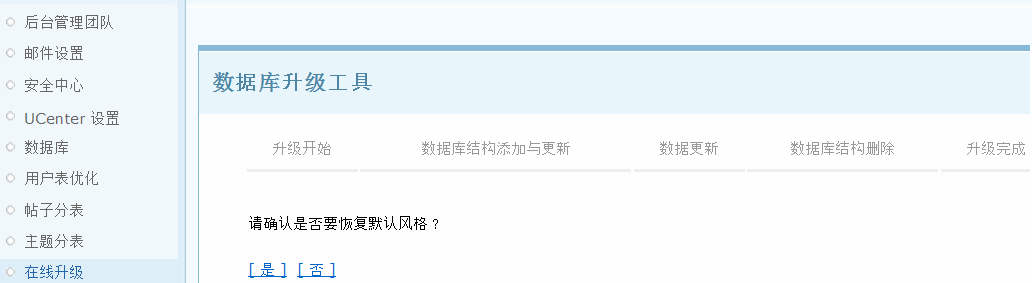 后台管理团队
邮件设置
安全中心
UCenter 设置
数据库
用户表优化
帖子分表
主题分表
在线升级
数据库升级工具
升级开始 数据库结构添加与更新 数据更新 数据库结构删除 升级完成
请确认是否要恢复默认风格？
[ 是 ] [ 否 ]